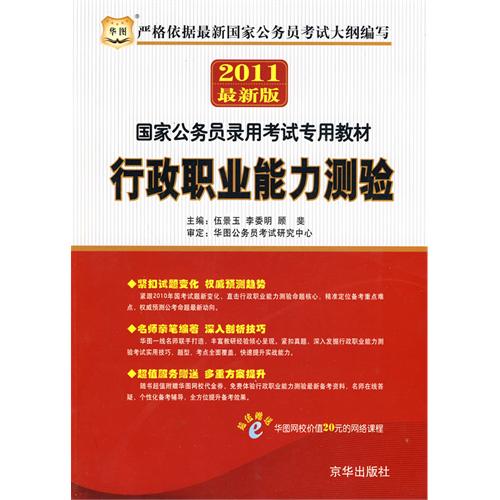 华图
严格依据最新国家公务员考试大纲编写
2011
最新版
国家公务员录用考试专用教材
行政职业能力测验
主编：伍景玉 李委明 顾 斐
审定：华图公务员考试研究中心
◆紧扣试题变化 权威预测趋势
紧跟2010年国考试题新变化，直击行政职业能力测验命题核心，精准定位备考重点难点，权威预测公考命题最新动向。
◆名师亲笔编著 深入剖析技巧
华图一线名师联手打造，丰富教研经验倾心呈现。紧扣真题，深入发掘行政职业能力测验考试实用技巧，题型，考点全面覆盖，快速提升实战能力。
◆超值服务赠送 多重方案提升
随书超值附赠华图网校代金券，免费体验行政职业能力测验最新备考资料，名师在线答疑，个性化备考辅导，全方位提升备考效果。
超值赠送
e
华图网校价值20元的网络课程
京华出版社